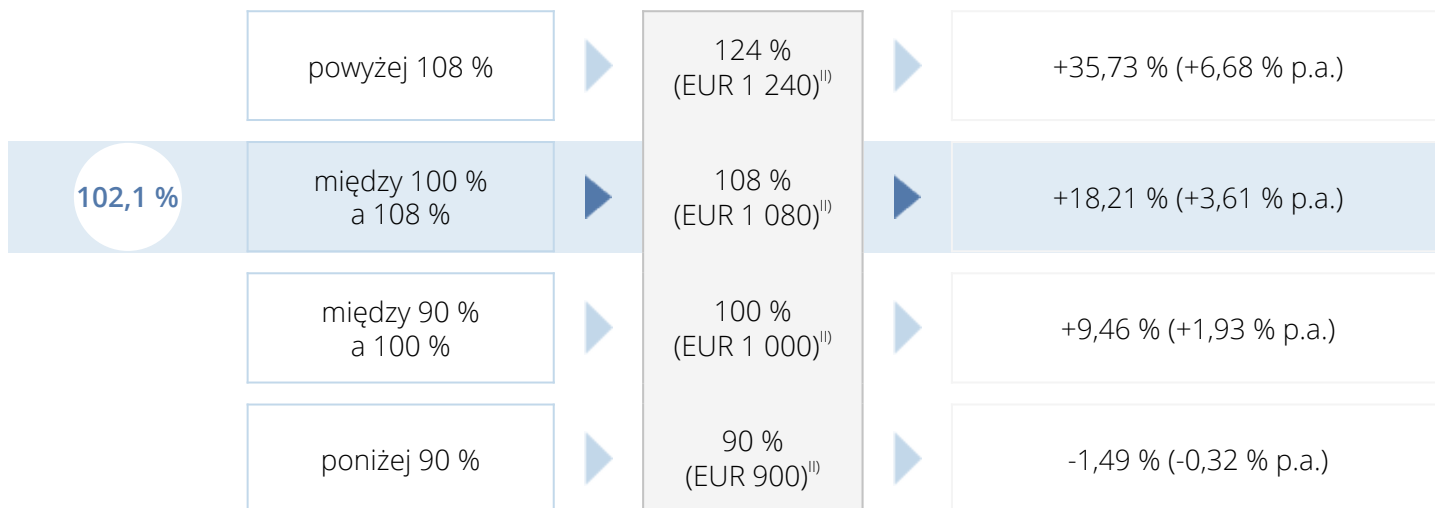 powyżej 108 %
124 %
(EUR 1 240)II)
+35,73 % (+6,68 % p.a.)
102,1 %
między 100 %
a 108 %
108 %
(EUR 1 080)II)
+18,21 % (+3,61 % p.a.)
między 90 %
a 100 %
100 %
(EUR 1 000)II)
+9,46 % (+1,93 % p.a.)
poniżej 90 %
90 %
(EUR 900)II)
-1,49 % (-0,32 % p.a.)